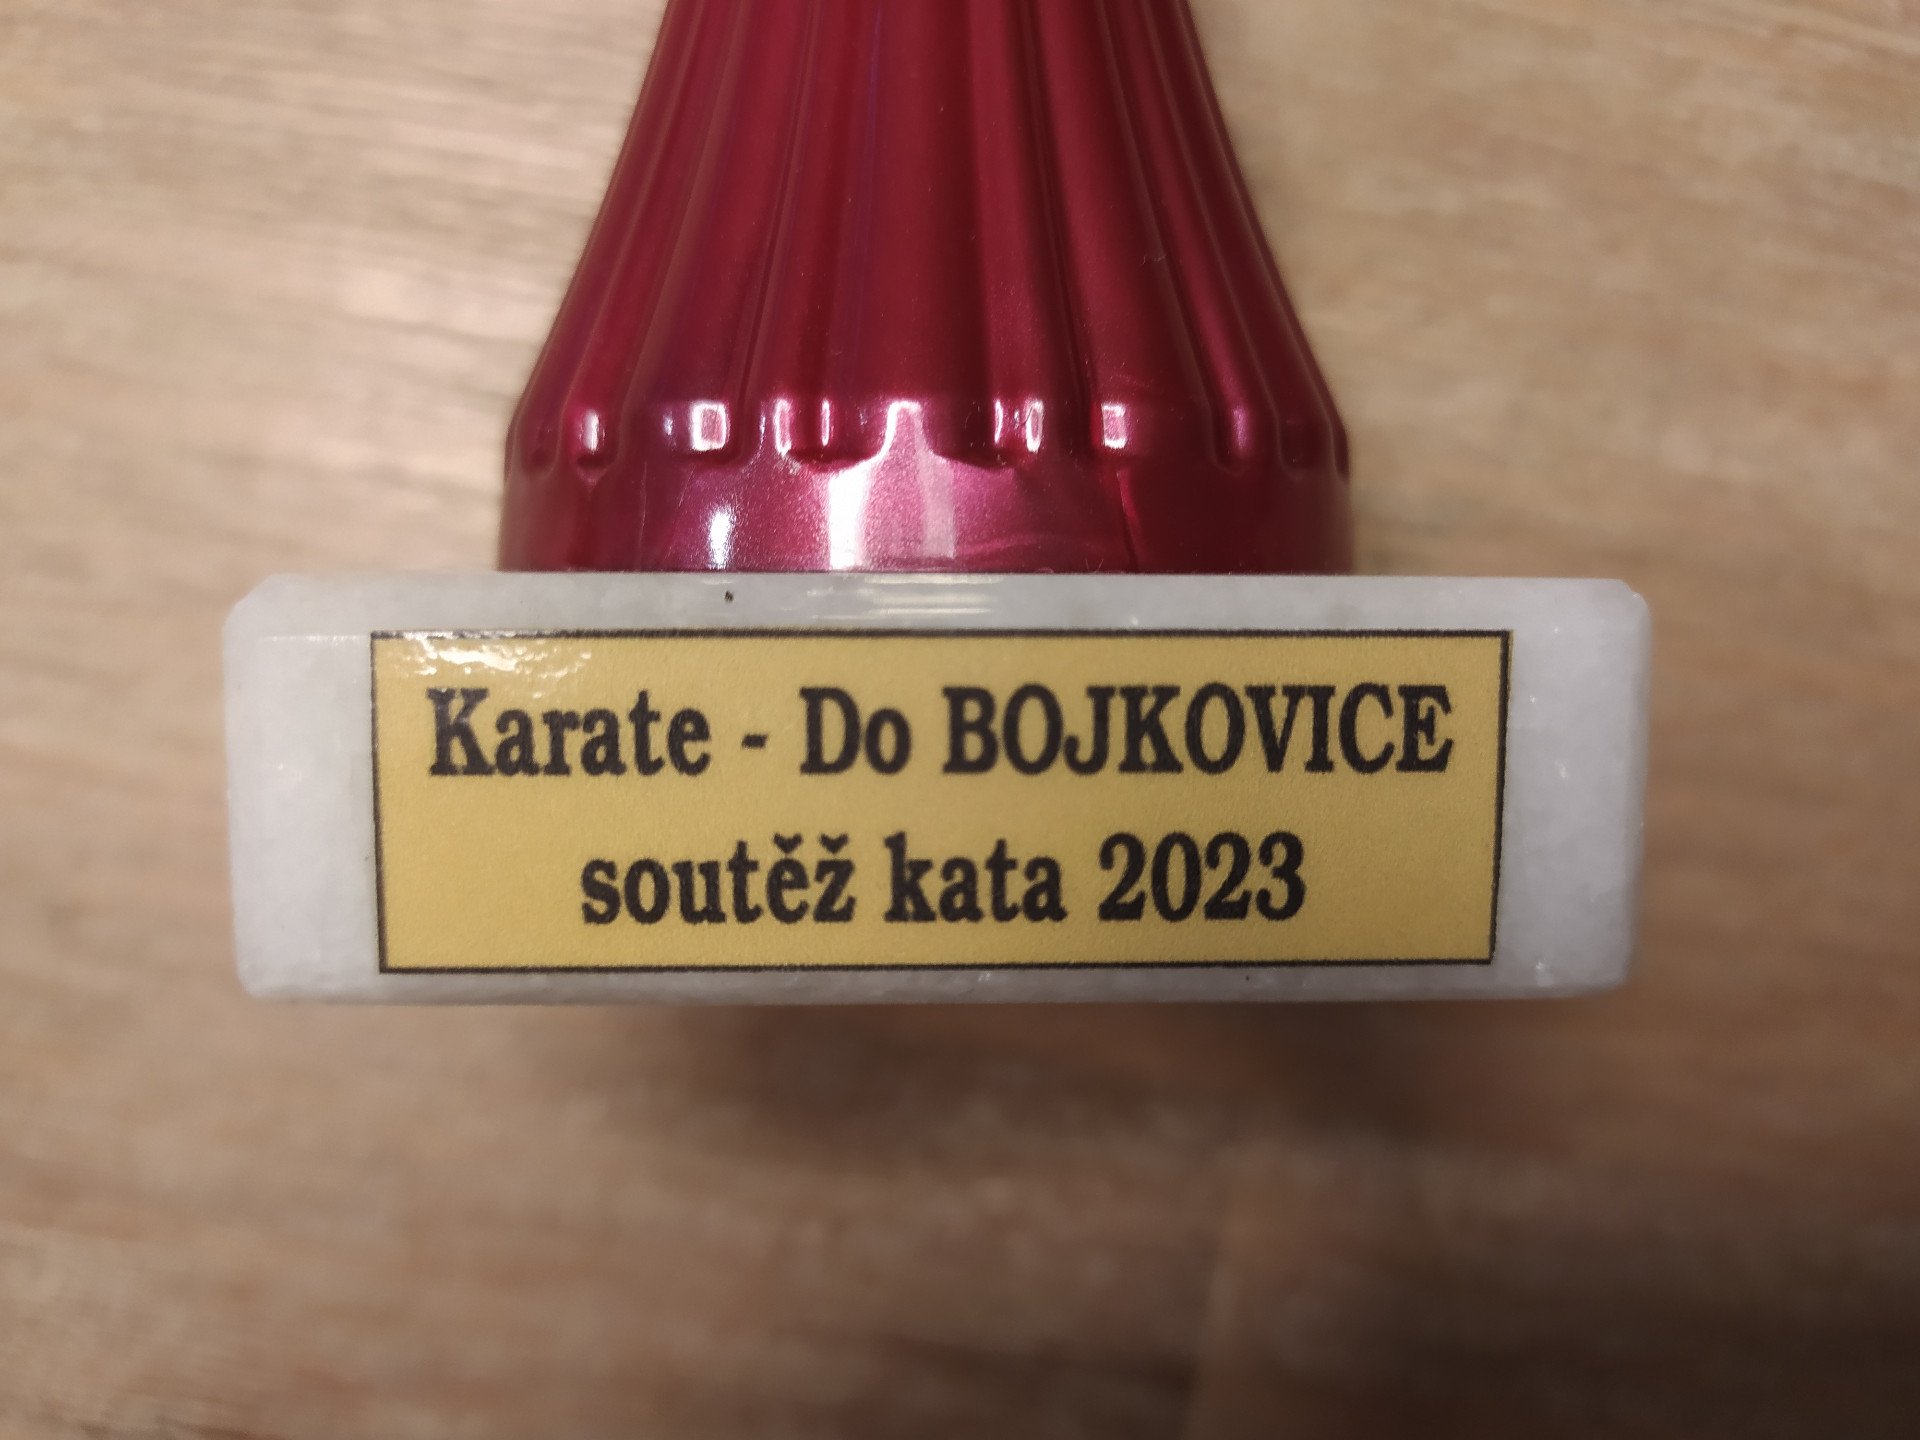 Karate - Do BOJKOVICE
soutěž kata 2023